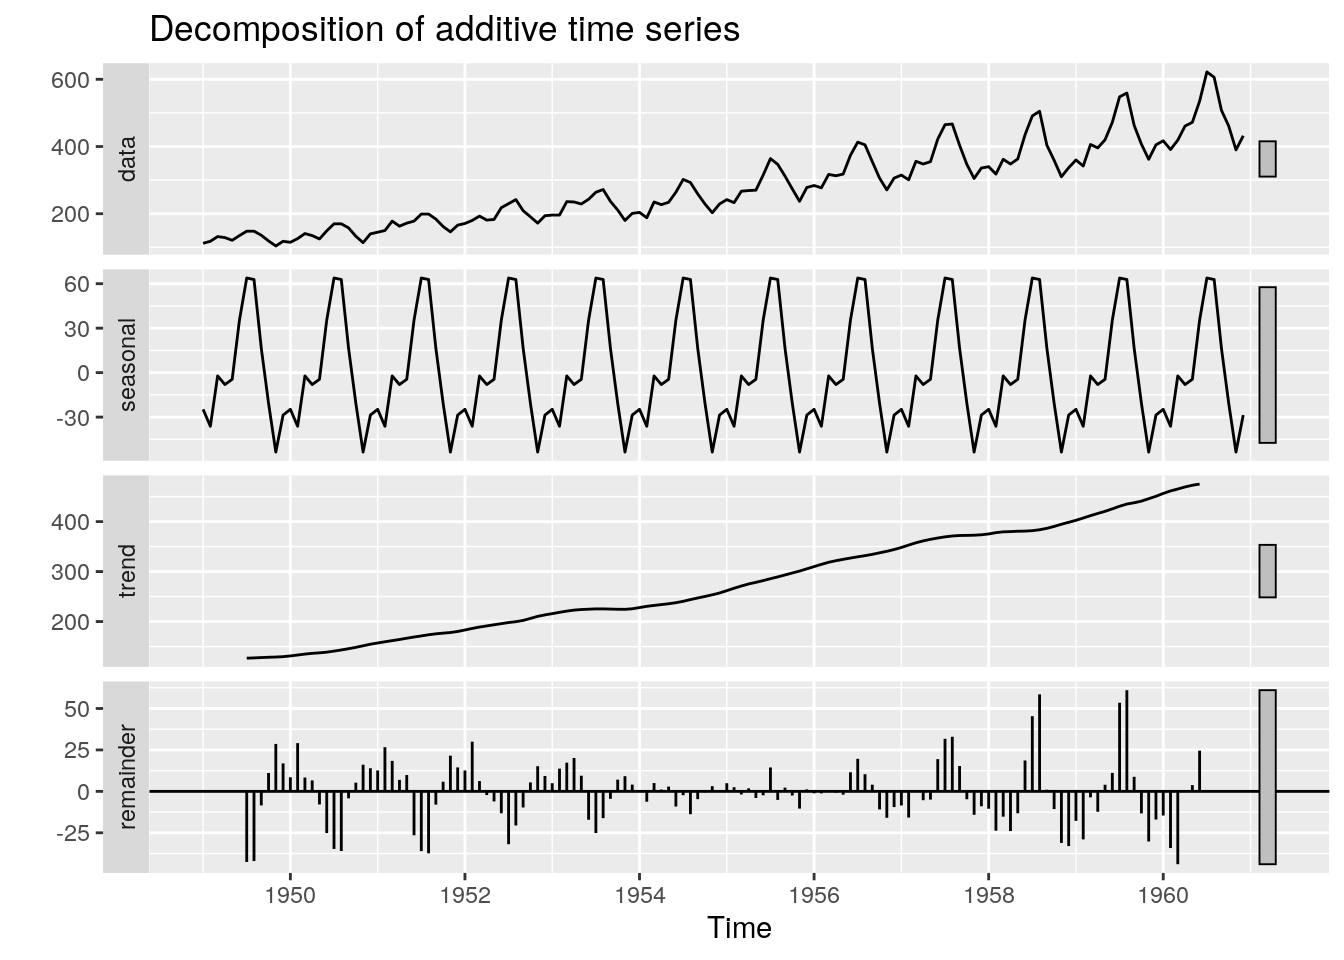 Decomposition of additive time series
600
400
200
data
60
30
0
-30
seasonal
400
300
200
trend
50
25
0
-25
remainder
1950 1952 1954 1956 1958 1960
Time